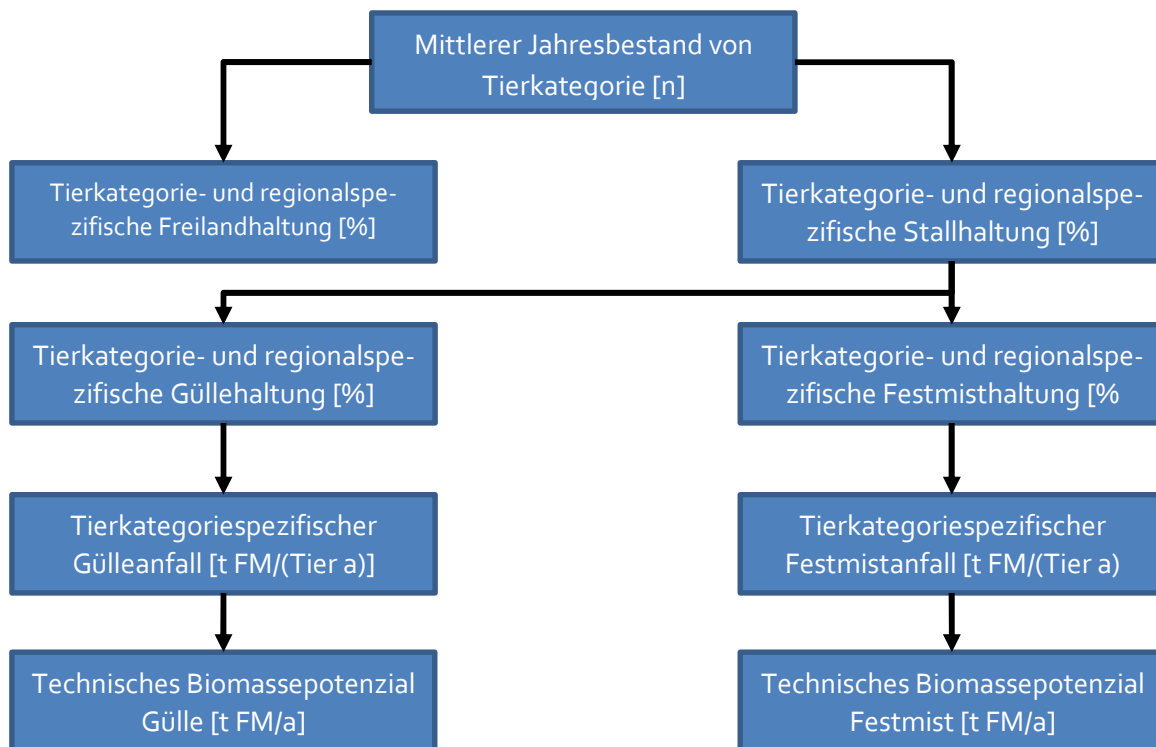 Mittlerer Jahresbestand von
Tierkategorie [n]
Tierkategorie- und regionalspe-
zifische Freilandhaltung [%]
Tierkategorie- und regionalspe-
zifische Stallhaltung [%]
Tierkategorie- und regionalspe-
zifische Güllehaltung [%]
Tierkategorie- und regionalspe-
zifische Festmisthaltung [%
Tierkategoriespezifischer
Gülleanfall [t FM/(Tier a)]
Tierkategoriespezifischer
Festmistanfall [t FM/(Tier a)
Technisches Biomassepotenzial
Gülle [t FM/a]
Technisches Biomassepotenzial
Festmist [t FM/a]